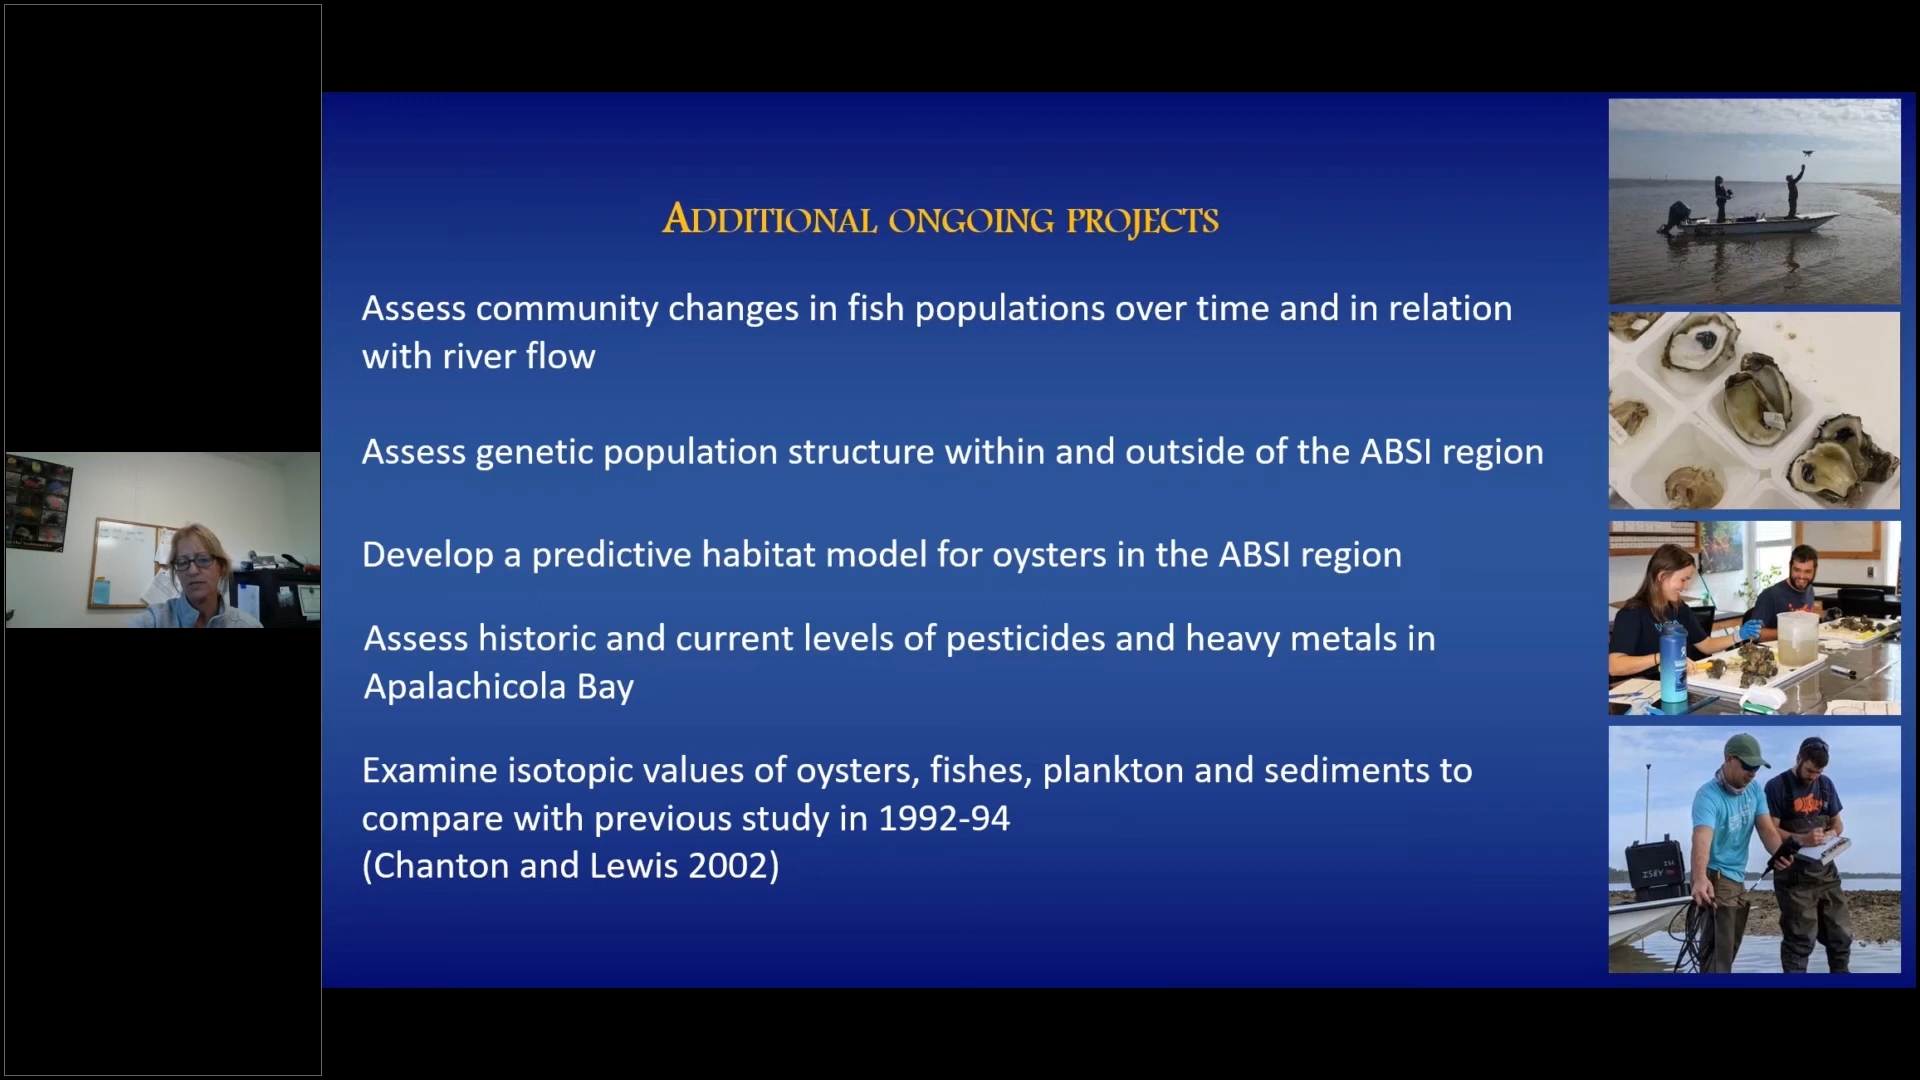 ADDITIONAL ONGOING PROJECTS
Assess community changes in fish populations over time and in relation
with river flow
Assess genetic population structure within and outside of the ABSI region
Develop a predictive habitat model for oysters in the ABSI region
Assess historic and current levels of pesticides and heavy metals in
Apalachicola Bay
Examine isotopic values of oysters, fishes, plankton and sediments to
compare with previous study in 1992-94
(Chanton and Lewis 2002)